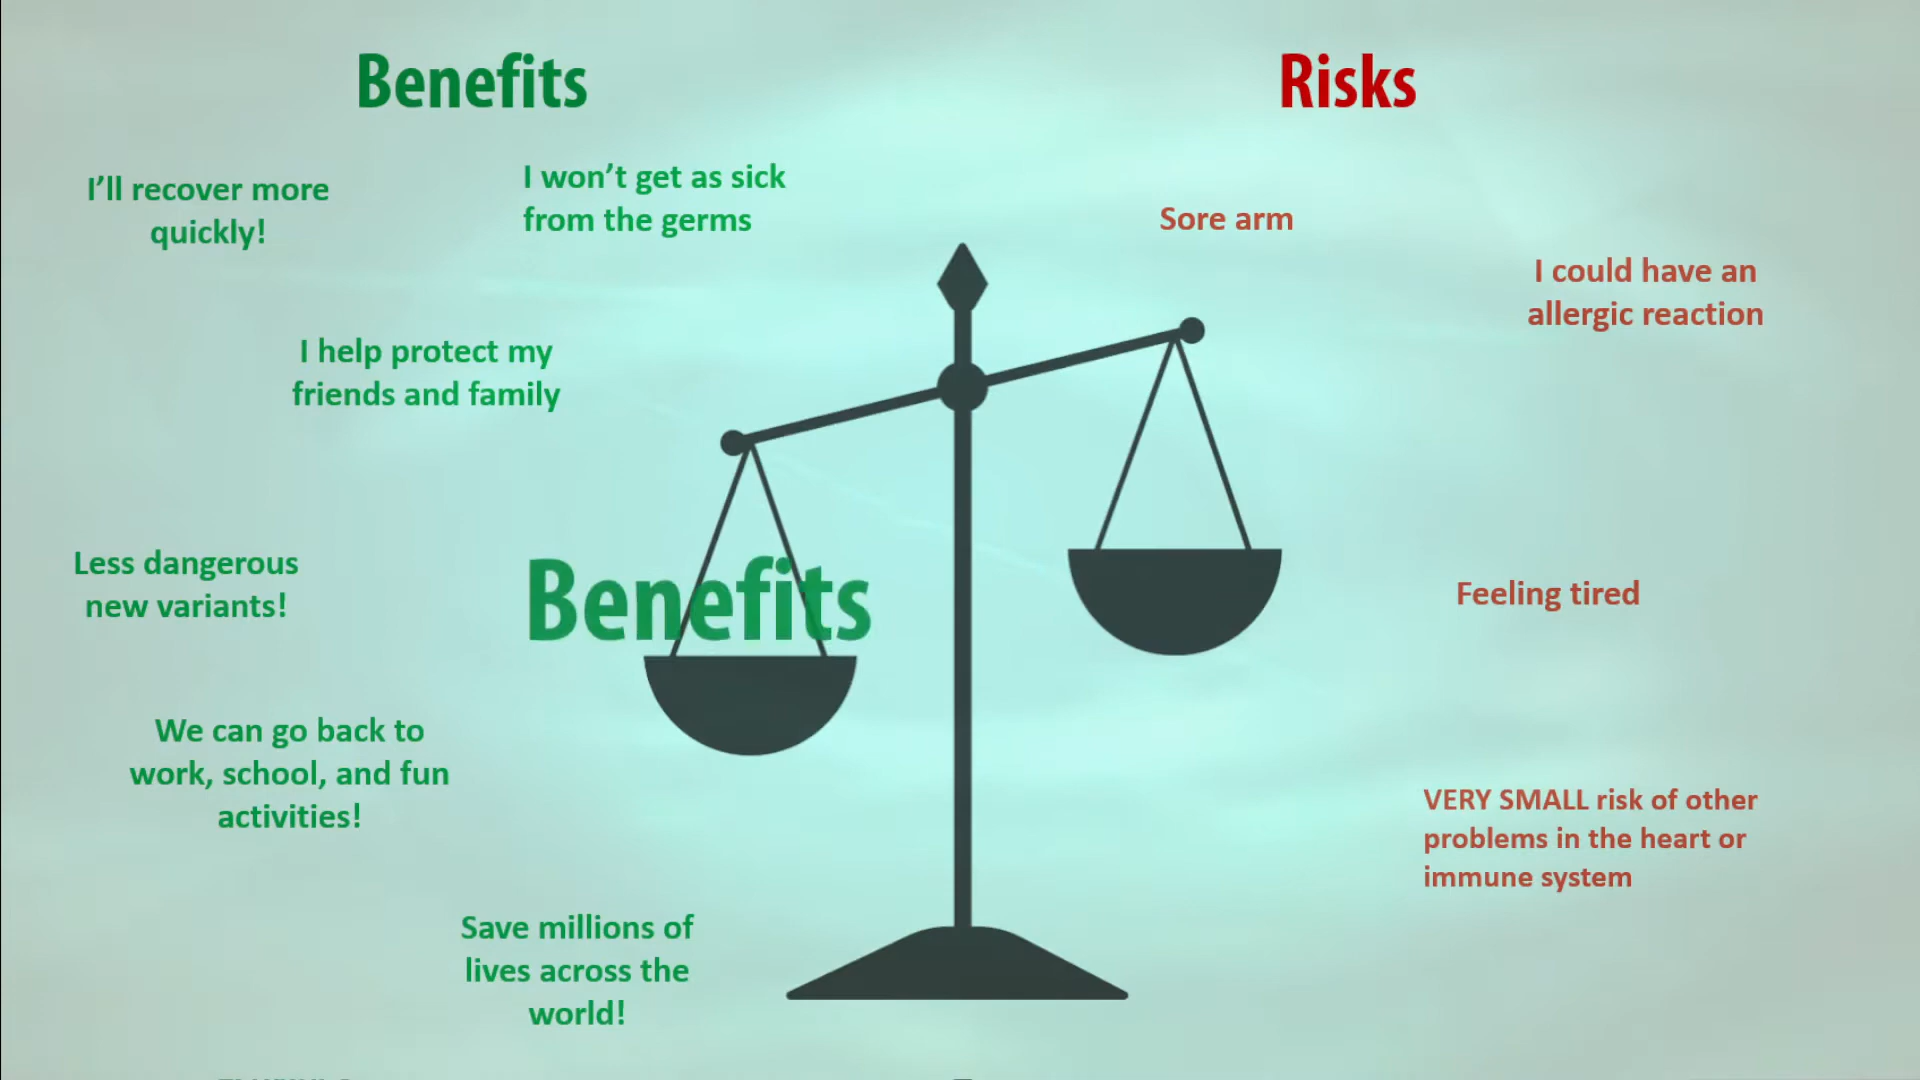 Benefits
Risks
I'll recover more
quickly!
I won't get as sick
from the germs
Sore arm
I could have an
allergic reaction
I help protect my
friends and family
Less dangerous
new variants!
Benefits
Feeling tired
We can go back to
work, school, and fun
activities!
VERY SMALL risk of other
problems in the heart or
immune system
Save millions of
lives across the
world!